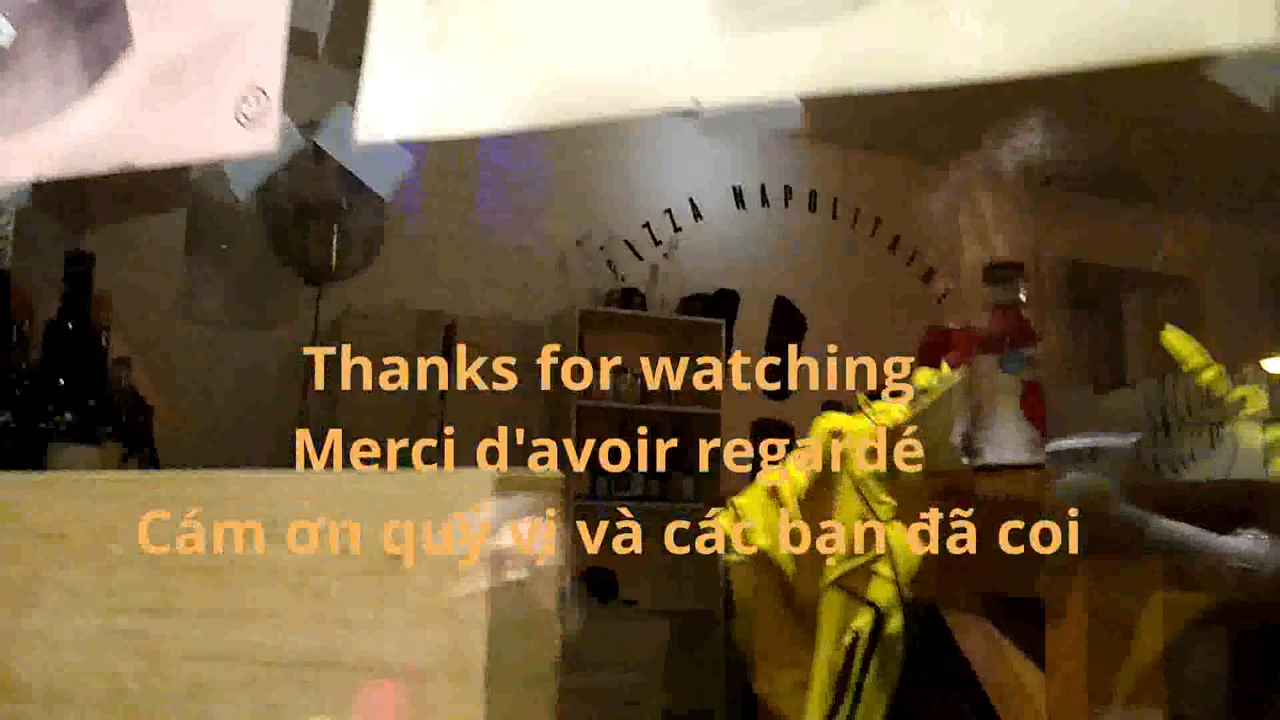 PIZZA NAPOLITAINE
Thanks for watching
Merci d'avoir regardé
Cám ơn quý vị và các bạn đã coi